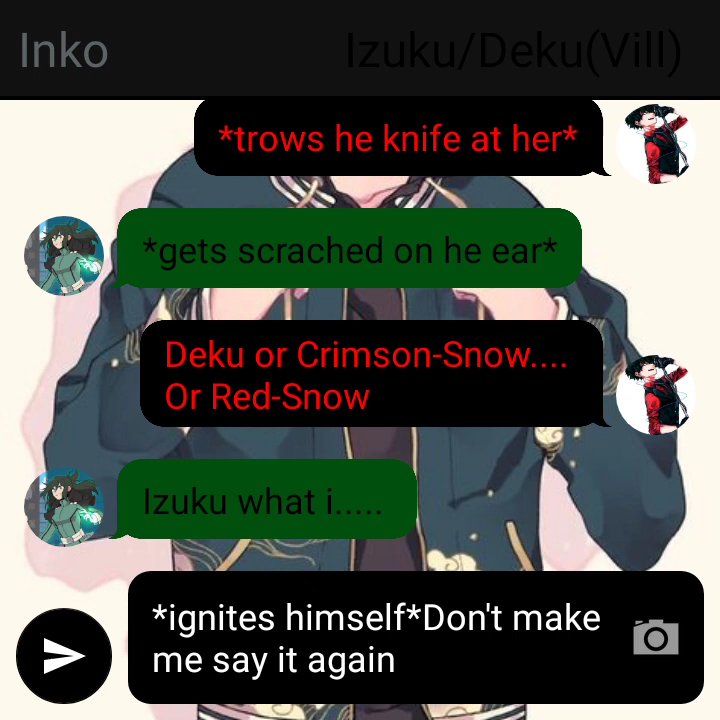 Inko Izuku/Deku(Vill)
*trows he knife at her*
*gets scrached on he ear*
Deku or Crimson-Snow....
Or Red-Snow
Izuku what i.....
*ignites himself*Don't make
me say it again